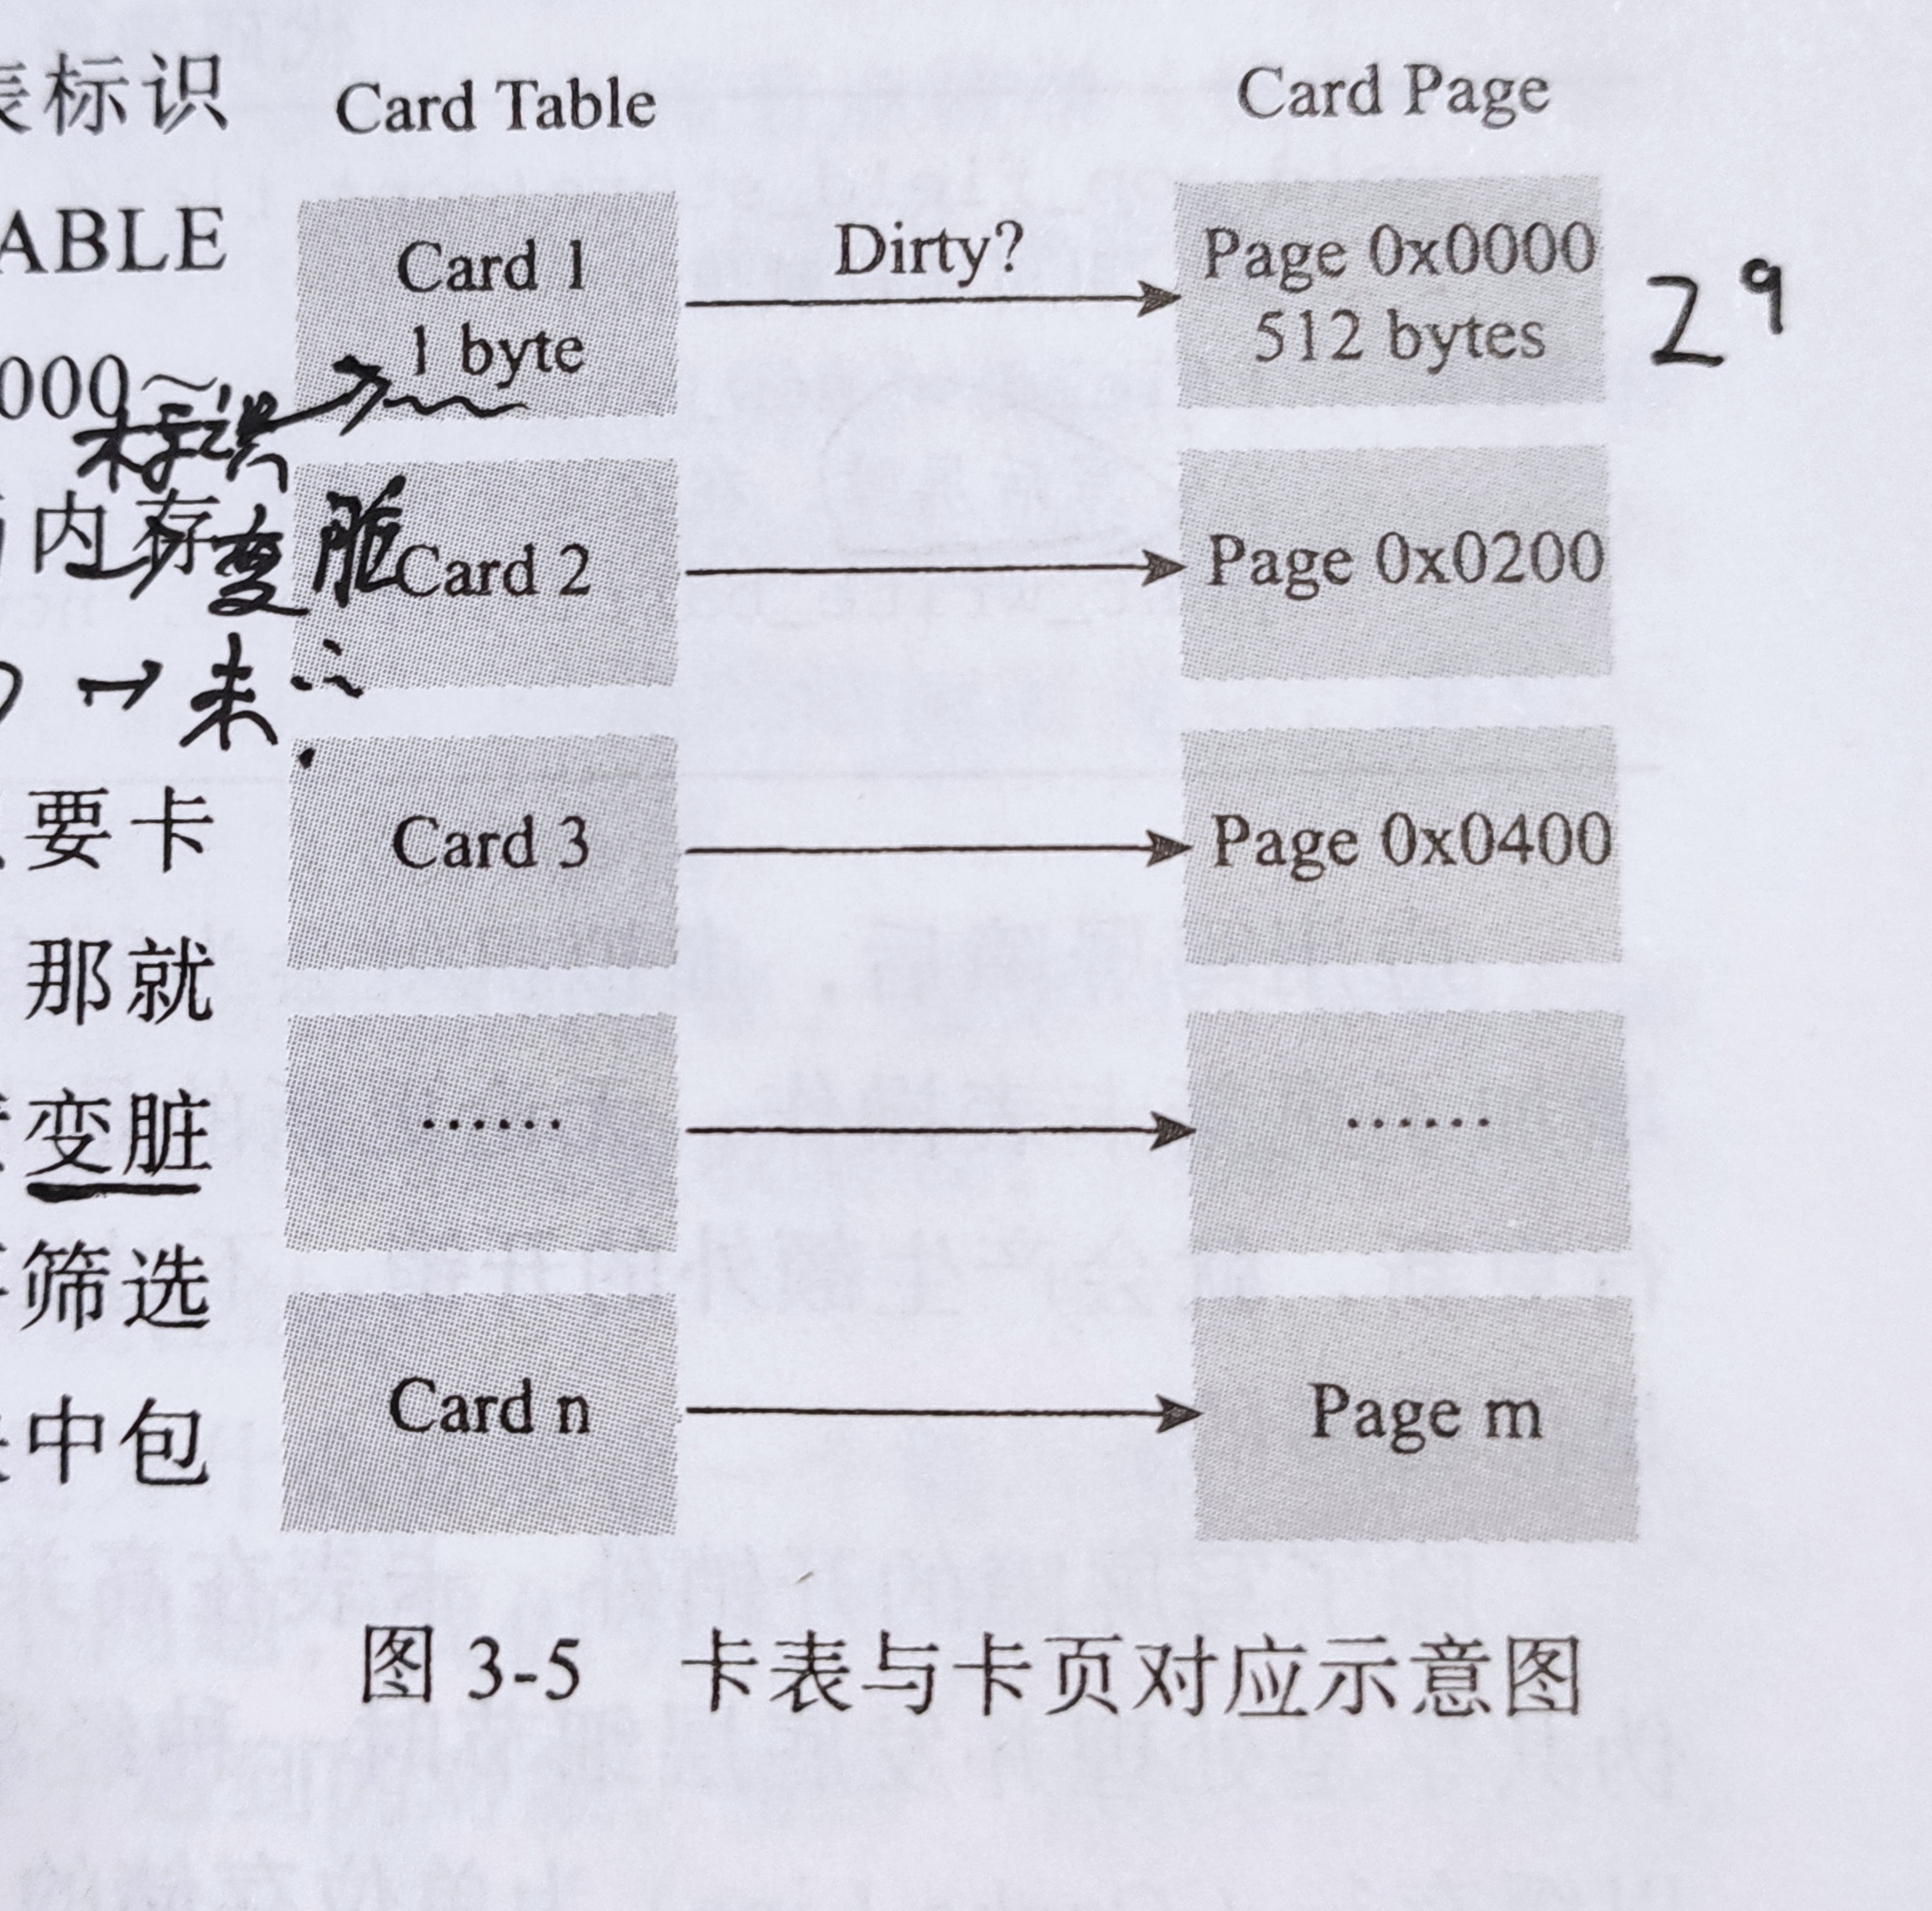 表标识
Card Table
Card Page
ABLE
Card 1
1 byte
Dirty?
Page 0x0000
512 bytes
2⁹
000～
标识
内存
变脏
Card 2
Page 0x0200
→未
要卡
Card 3
Page 0x0400
那就
变脏
……
……
筛选
中包
Card n
Page m
图 3-5 卡表与卡页对应示意图